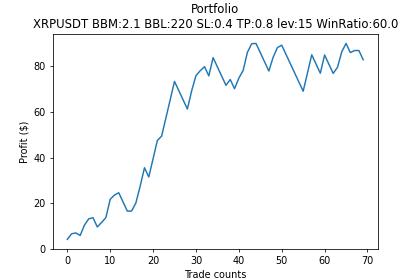 Portfolio
XRPUSDT BBM:2.1 BBL:220 SL:0.4 TP:0.8 lev:15 WinRatio:60.0
Profit ($)
80
60
40
20
0
0 10 20 30 40 50 60 70
Trade counts